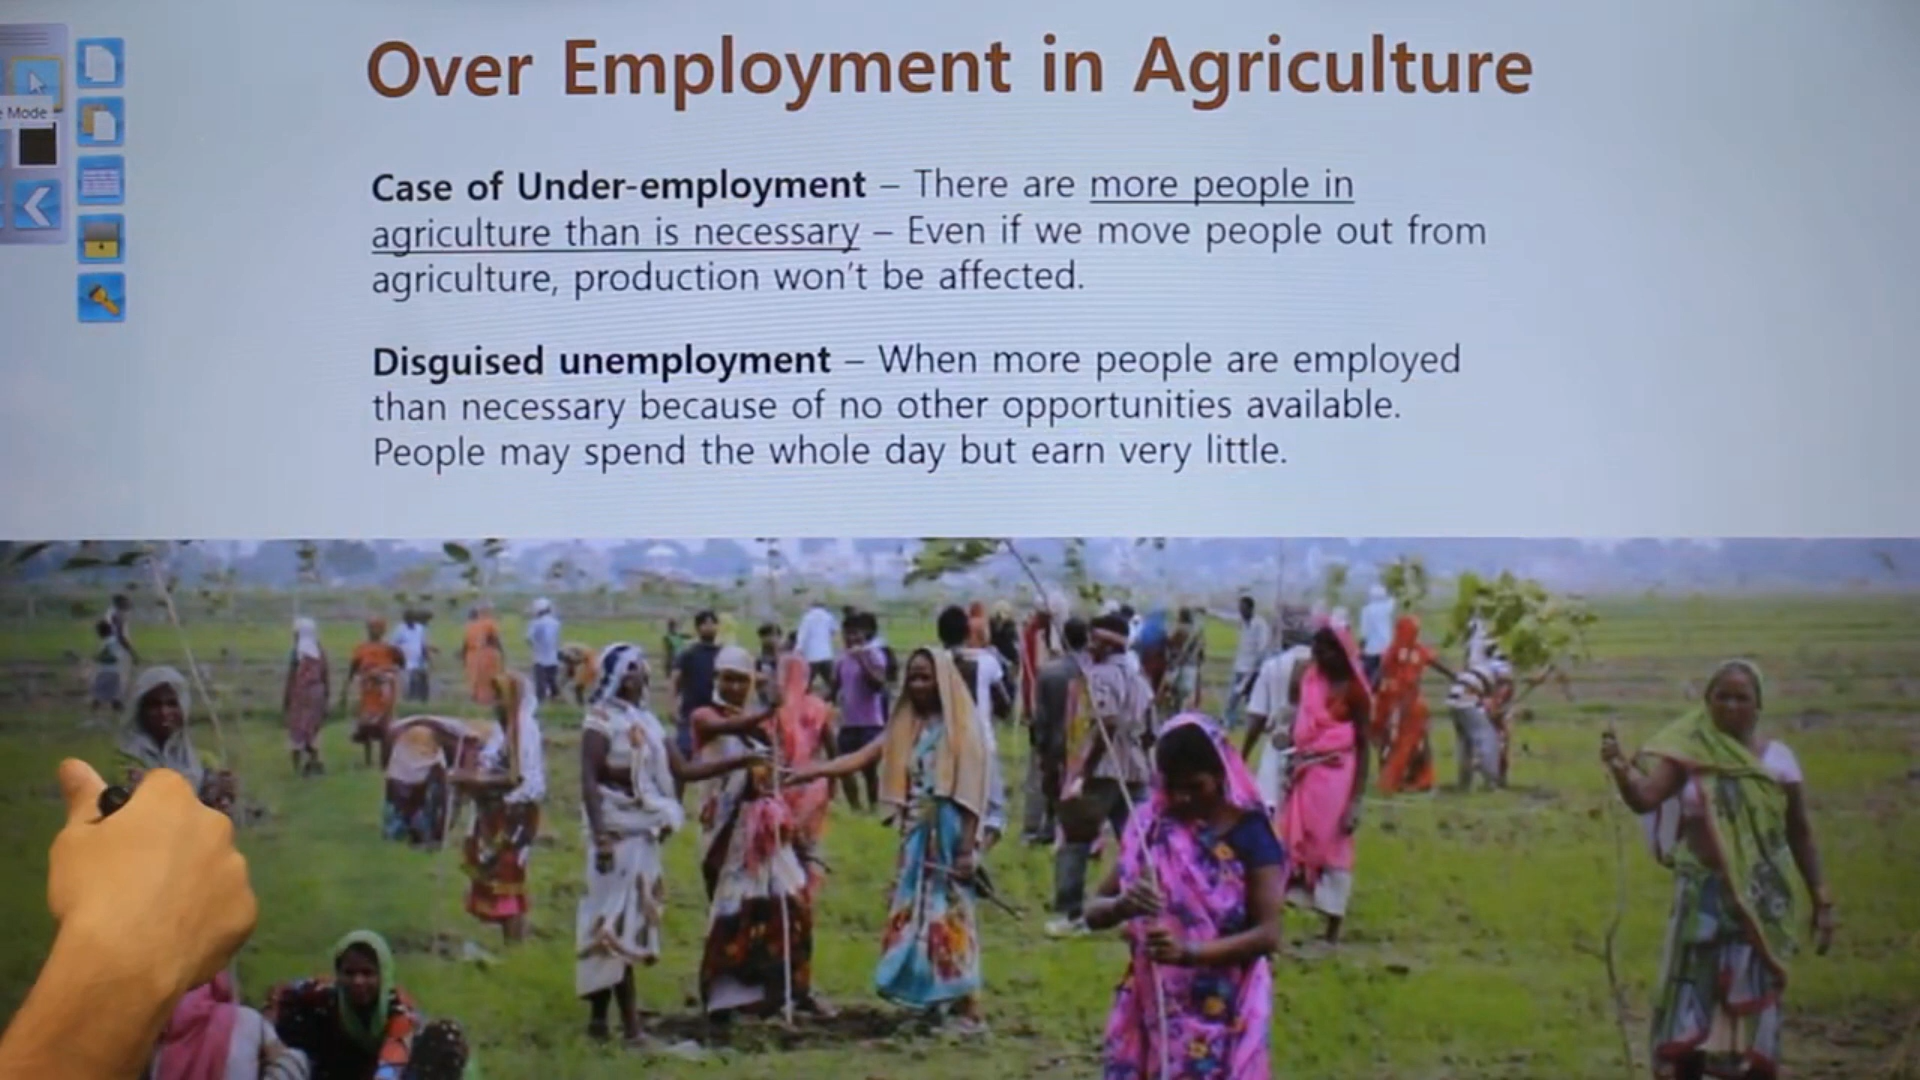 Over Employment in Agriculture
Mode
Case of Under-employment – There are more people in
agriculture than is necessary – Even if we move people out from
agriculture, production won't be affected.
Disguised unemployment – When more people are employed
than necessary because of no other opportunities available.
People may spend the whole day but earn very little.